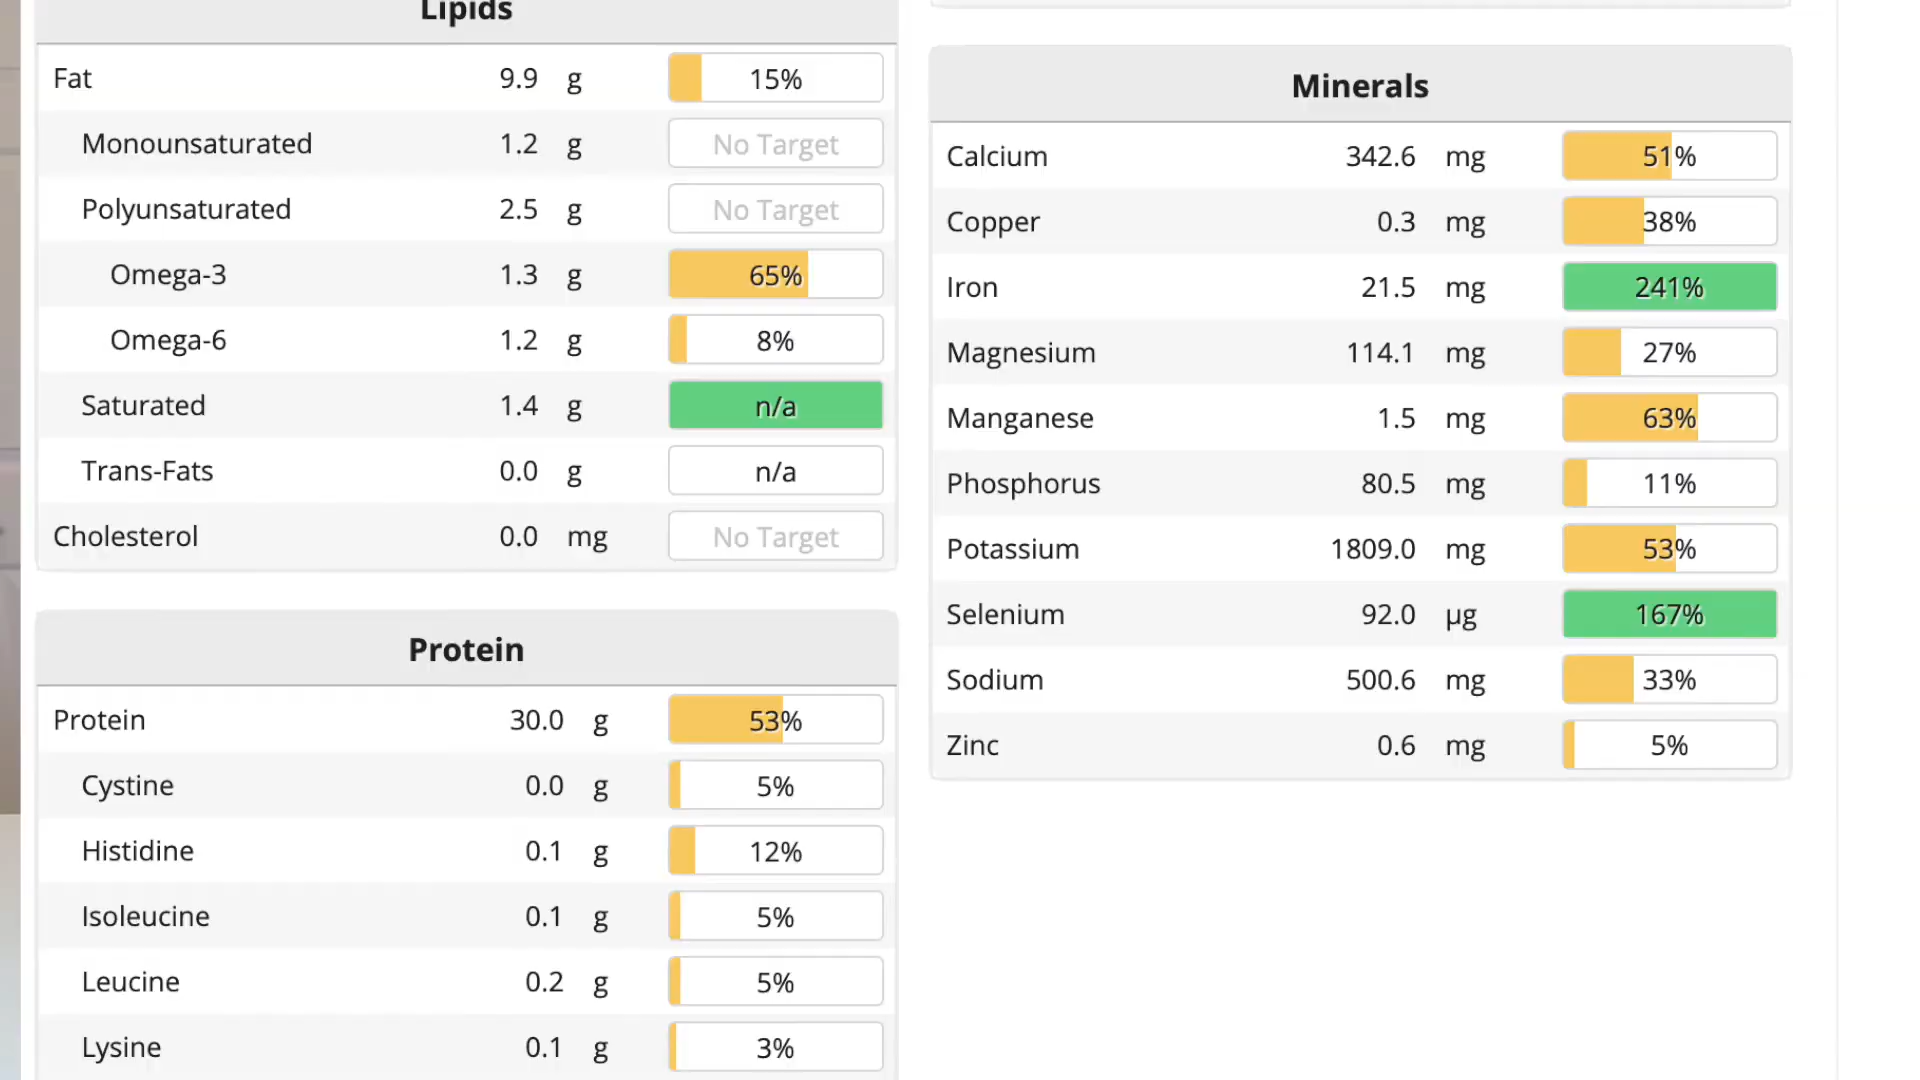 Lipids
Fat 9.9 g 15%
Monounsaturated 1.2 g No Target
Polyunsaturated 2.5 g No Target
Omega-3 1.3 g 65%
Omega-6 1.2 g 8%
Saturated 1.4 g n/a
Trans-Fats 0.0 g n/a
Cholesterol 0.0 mg No Target
Protein
Protein 30.0 g 53%
Cystine 0.0 g 5%
Histidine 0.1 g 12%
Isoleucine 0.1 g 5%
Leucine 0.2 g 5%
Lysine 0.1 g 3%
Minerals
Calcium 342.6 mg 51%
Copper 0.3 mg 38%
Iron 21.5 mg 241%
Magnesium 114.1 mg 27%
Manganese 1.5 mg 63%
Phosphorus 80.5 mg 11%
Potassium 1809.0 mg 53%
Selenium 92.0 µg 167%
Sodium 500.6 mg 33%
Zinc 0.6 mg 5%